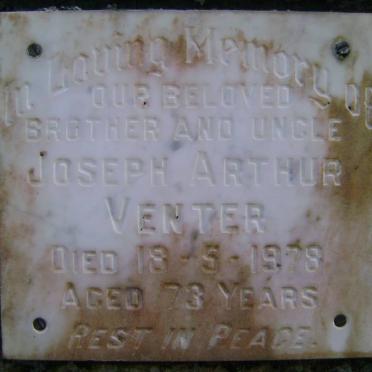 In Loving Memory of
OUR BELOVED
BROTHER AND UNCLE
JOSEPH ARTHUR
VENTER
DIED 18-5-1978
AGED 73 YEARS
REST IN PEACE.